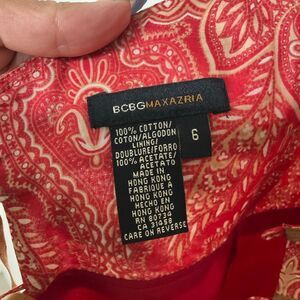 BCBGMAXAZRIA
6
100% COTTON/
COTON/ALGODON
LINING/
DOUBLURE/FORRO
100% ACETATE/
ACETATO
MADE IN
HONG KONG
FABRIQUE A
HONG KONG
HECHO EN
HONG KONG
RN 80734
CA 31458
CARE ON REVERSE